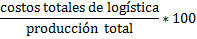 costos totales de logística
producción total
* 100